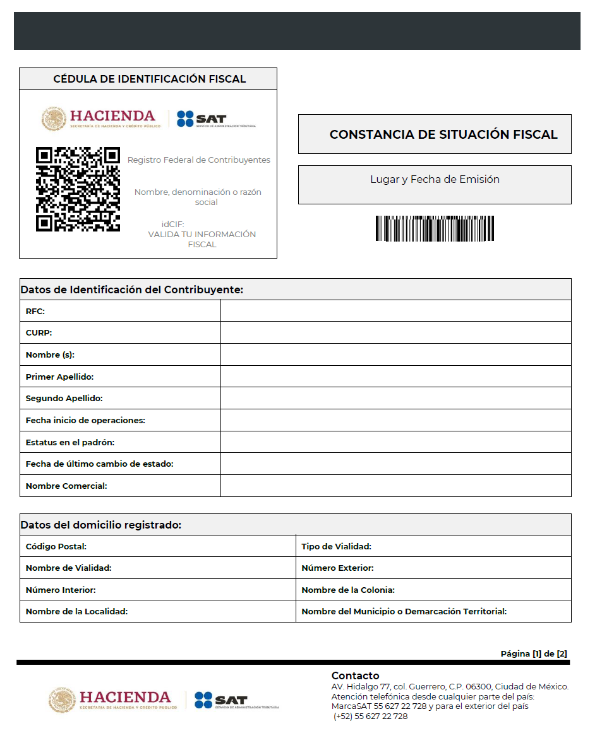 CÉDULA DE IDENTIFICACIÓN FISCAL
HACIENDA
SECRETARÍA DE HACIENDA Y CRÉDITO PÚBLICO
SAT
SERVICIO DE ADMINISTRACIÓN TRIBUTARIA
Registro Federal de Contribuyentes
Nombre, denominación o razón
social
idCIF:
VALIDA TU INFORMACIÓN
FISCAL
CONSTANCIA DE SITUACIÓN FISCAL
Lugar y Fecha de Emisión
Datos de Identificación del Contribuyente:
RFC:
CURP:
Nombre (s):
Primer Apellido:
Segundo Apellido:
Fecha inicio de operaciones:
Estatus en el padrón:
Fecha de último cambio de estado:
Nombre Comercial:
Datos del domicilio registrado:
Código Postal:
Tipo de Vialidad:
Nombre de Vialidad:
Número Exterior:
Número Interior:
Nombre de la Colonia:
Nombre de la Localidad:
Nombre del Municipio o Demarcación Territorial:
Página [1] de [2]
HACIENDA
SECRETARÍA DE HACIENDA Y CRÉDITO PÚBLICO
SAT
SERVICIO DE ADMINISTRACIÓN TRIBUTARIA
Contacto
AV. Hidalgo 77, col. Guerrero, C.P. 06300, Ciudad de México.
Atención telefónica desde cualquier parte del país:
MarcaSAT 55 627 22 728 y para el exterior del país
(+52) 55 627 22 728